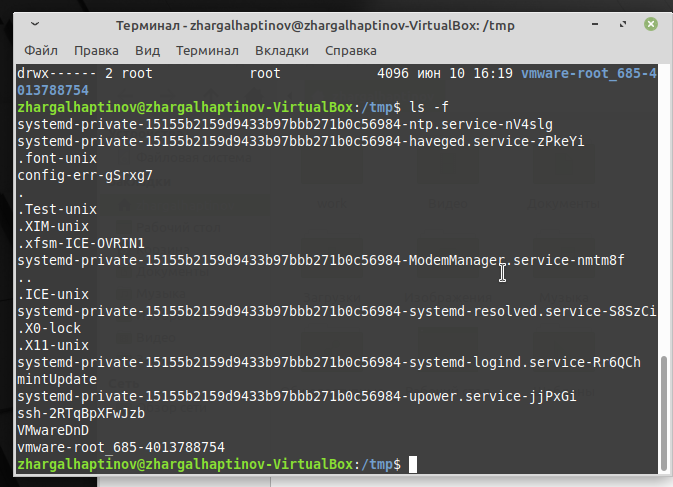 Терминал - zhargalhaptinov@zhargalhaptinov-VirtualBox: /tmp
Файл Правка Вид Терминал Вкладки Справка
drwx------ 2 root root 4096 июн 10 16:19 vmware-root_685-4
013788754
zhargalhaptinov@zhargalhaptinov-VirtualBox:/tmp$ ls -f
systemd-private-15155b2159d9433b97bbb271b0c56984-ntp.service-nV4slg
systemd-private-15155b2159d9433b97bbb271b0c56984-haveged.service-zPkeYi
.font-unix
config-err-gSrxg7
.
.Test-unix
.XIM-unix
.xfsm-ICE-OVRIN1
systemd-private-15155b2159d9433b97bbb271b0c56984-ModemManager.service-nmtm8f
..
.ICE-unix
systemd-private-15155b2159d9433b97bbb271b0c56984-systemd-resolved.service-S8SzCi
.X0-lock
.X11-unix
systemd-private-15155b2159d9433b97bbb271b0c56984-systemd-logind.service-Rr6QCh
mintUpdate
systemd-private-15155b2159d9433b97bbb271b0c56984-upower.service-jjPxGi
ssh-2RTqBpXFwJzb
VMwareDnD
vmware-root_685-4013788754
zhargalhaptinov@zhargalhaptinov-VirtualBox:/tmp$